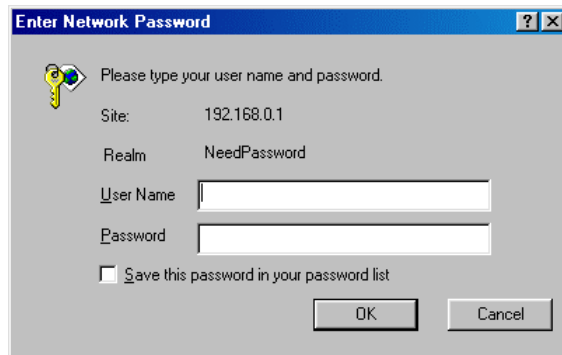 Enter Network Password
Please type your user name and password.
Site: 192.168.0.1
Realm NeedPassword
User Name
Password
Save this password in your password list
OK Cancel